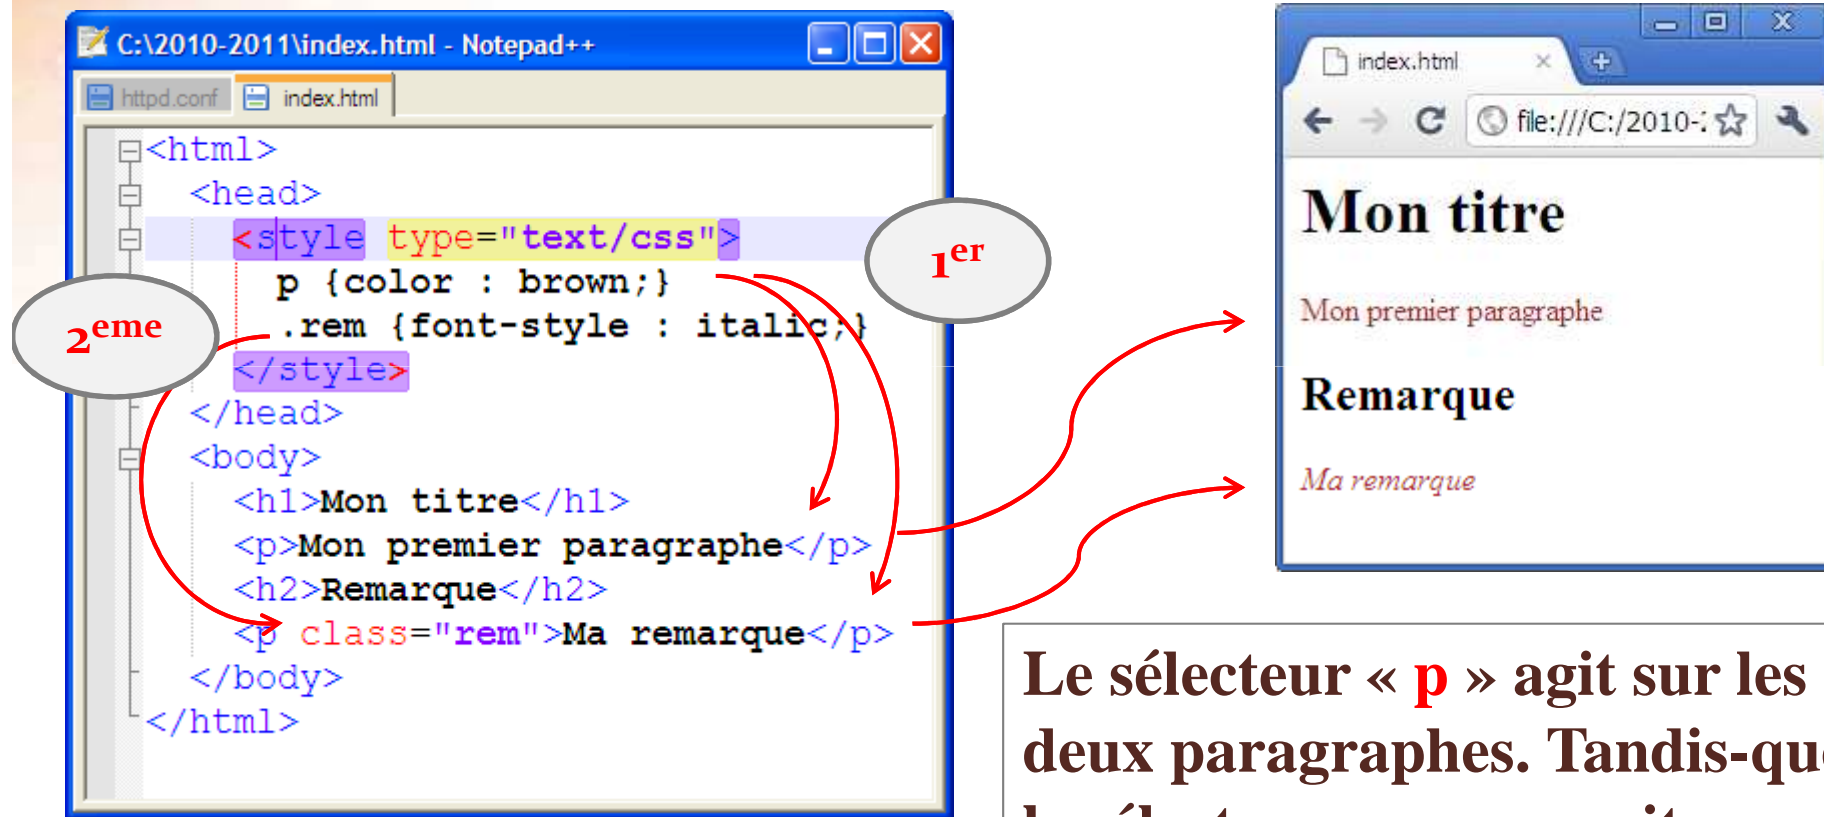 C:\2010-2011\index.html - Notepad++
httpd.conf index.html
<html>
<head>
<style type="text/css">
p {color : brown;}
.rem {font-style : italic;}
</style>
</head>
<body>
<h1>Mon titre</h1>
<p>Mon premier paragraphe</p>
<h2>Remarque</h2>
<p class="rem">Ma remarque</p>
</body>
</html>
1er
2eme
index.html
file:///C:/2010-
Mon titre
Mon premier paragraphe
Remarque
Ma remarque
Le sélecteur « p » agit sur les
deux paragraphes. Tandis-que